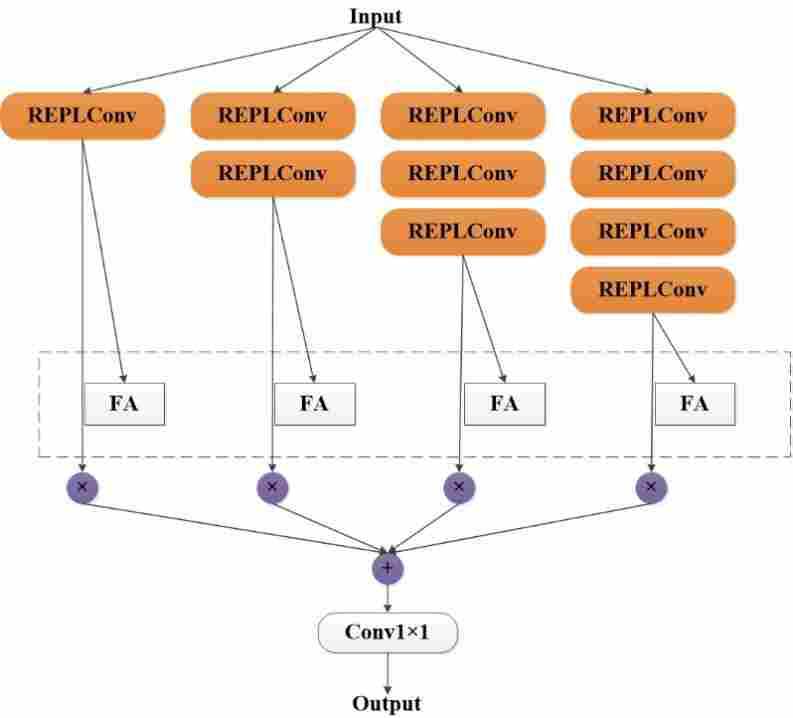 Input
REPLConv REPLConv REPLConv REPLConv
REPLConv REPLConv REPLConv
REPLConv REPLConv
REPLConv
FA FA FA FA
× × × ×
+
Conv1×1
Output